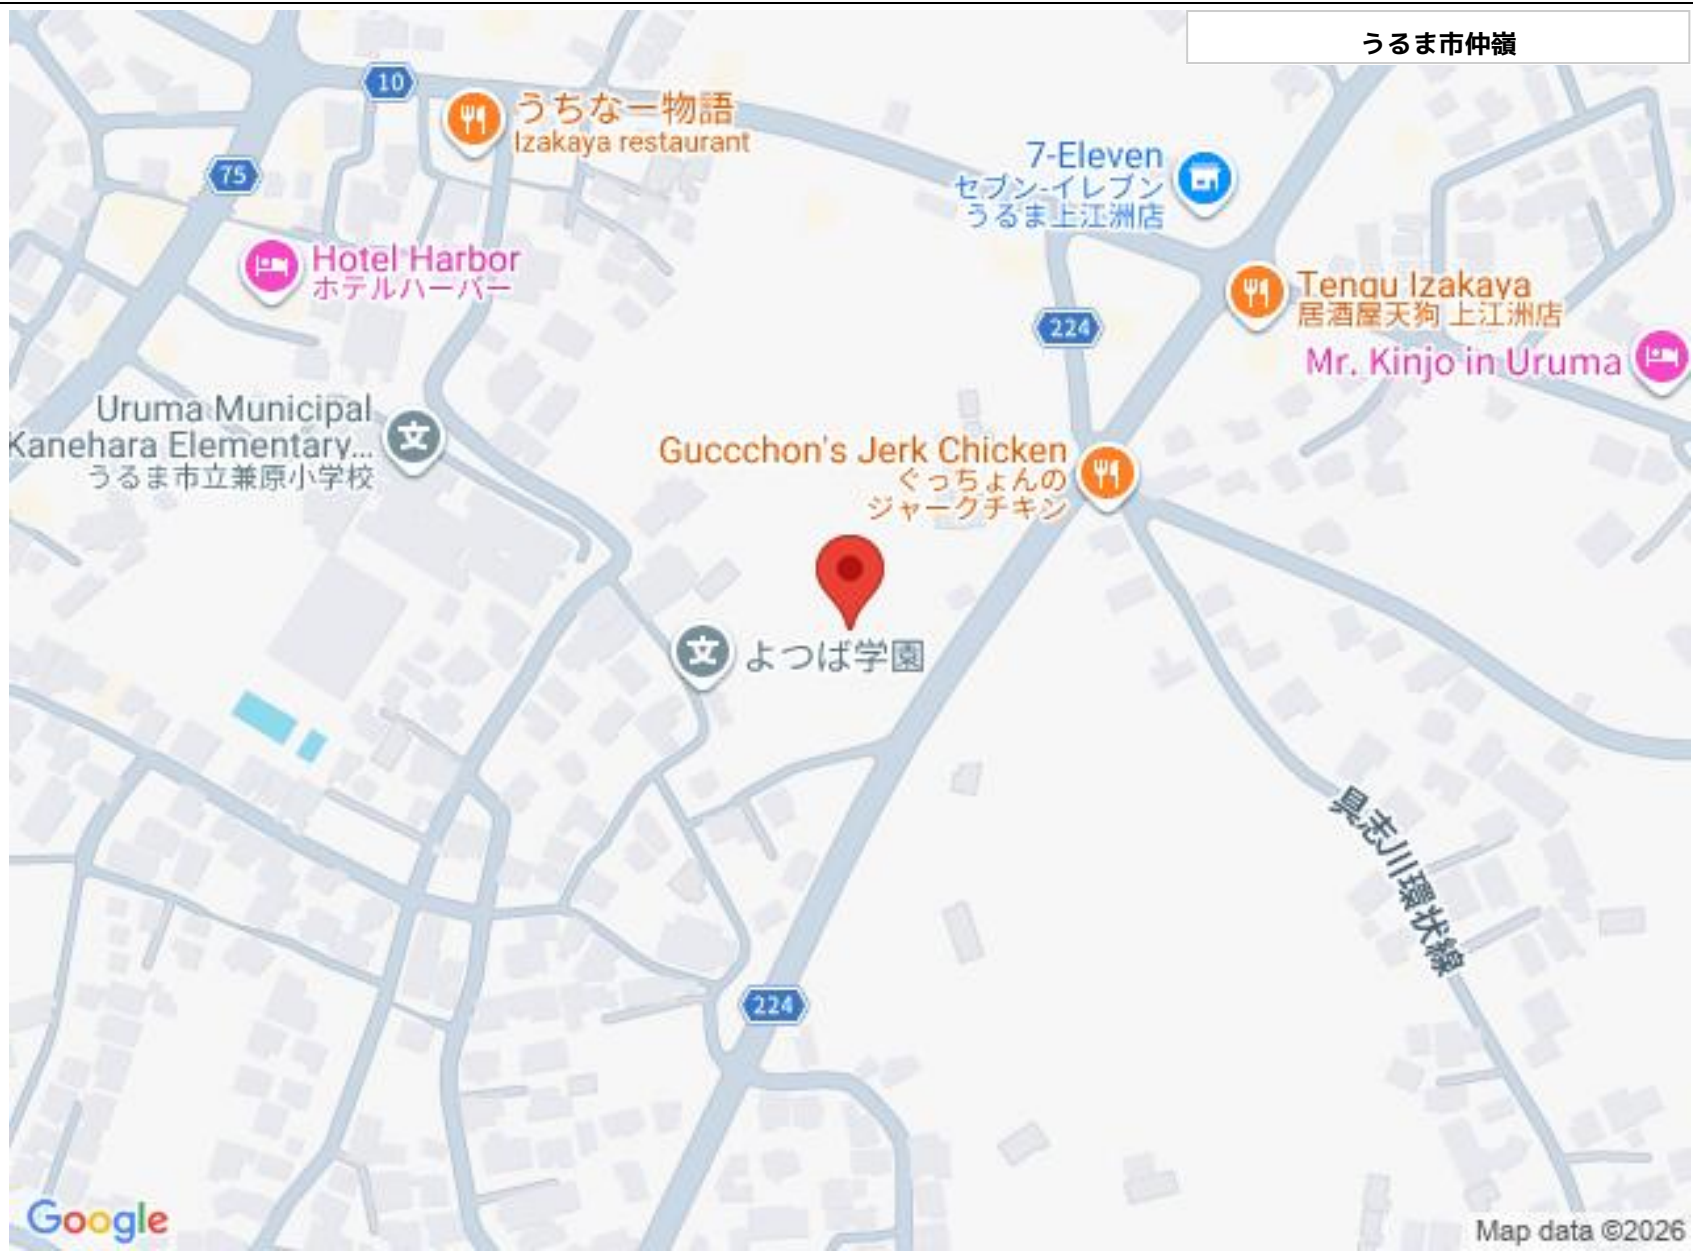 うるま市仲嶺
10
うちなー物語
Izakaya restaurant
75
7-Eleven
セブン-イレブン
うるま上江洲店
Hotel Harbor
ホテルハーバー
Tengu Izakaya
居酒屋天狗 上江洲店
224
Mr. Kinjo in Uruma
Uruma Municipal
Kanehara Elementary...
うるま市立兼原小学校
Guccchon's Jerk Chicken
ぐっちょんの
ジャークチキン
よつば学園
具志川環状線
224
Google
Map data ©2026